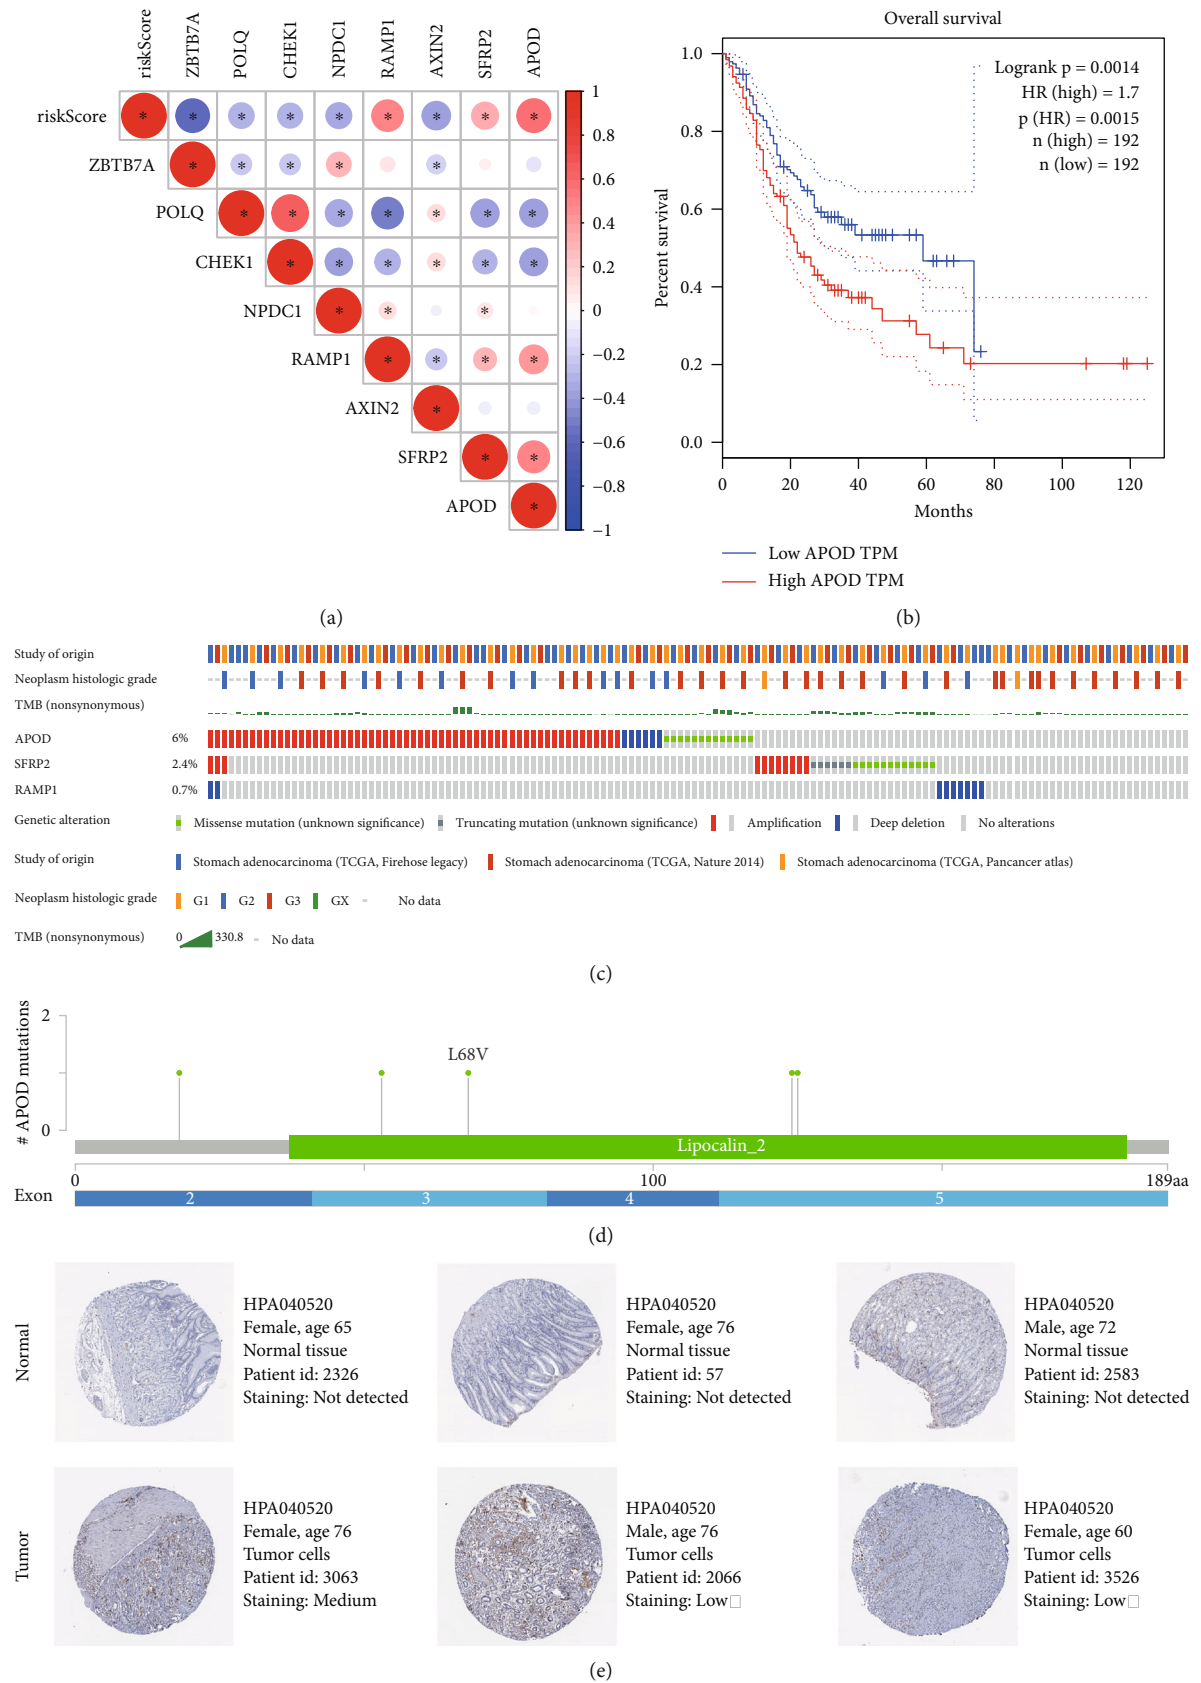 riskScore
ZBTB7A
POLQ
CHEK1
NPDC1
RAMP1
AXIN2
SFRP2
APOD
riskScore
ZBTB7A
POLQ
CHEK1
NPDC1
RAMP1
AXIN2
SFRP2
APOD
1
0.8
0.6
0.4
0.2
0
−0.2
−0.4
−0.6
−0.8
−1
(a)
Overall survival
Logrank p = 0.0014
HR (high) = 1.7
p (HR) = 0.0015
n (high) = 192
n (low) = 192
Percent survival
1.0
0.8
0.6
0.4
0.2
0.0
0 20 40 60 80 100 120
Months
Low APOD TPM
High APOD TPM
(b)
Study of origin
Neoplasm histologic grade
TMB (nonsynonymous)
APOD 6%
SFRP2 2.4%
RAMP1 0.7%
Genetic alteration Missense mutation (unknown significance) Truncating mutation (unknown significance) Amplification Deep deletion No alterations
Study of origin Stomach adenocarcinoma (TCGA, Firehose legacy) Stomach adenocarcinoma (TCGA, Nature 2014) Stomach adenocarcinoma (TCGA, Pancancer atlas)
Neoplasm histologic grade G1 G2 G3 GX No data
TMB (nonsynonymous) 0 330.8 No data
(c)
# APOD mutations
2
0
L68V
Lipocalin_2
0 100 189aa
Exon 2 3 4 5
(d)
Normal
HPA040520
Female, age 65
Normal tissue
Patient id: 2326
Staining: Not detected
HPA040520
Female, age 76
Normal tissue
Patient id: 57
Staining: Not detected
HPA040520
Male, age 72
Normal tissue
Patient id: 2583
Staining: Not detected
Tumor
HPA040520
Female, age 76
Tumor cells
Patient id: 3063
Staining: Medium
HPA040520
Male, age 76
Tumor cells
Patient id: 2066
Staining: Low□
HPA040520
Female, age 60
Tumor cells
Patient id: 3526
Staining: Low□
(e)